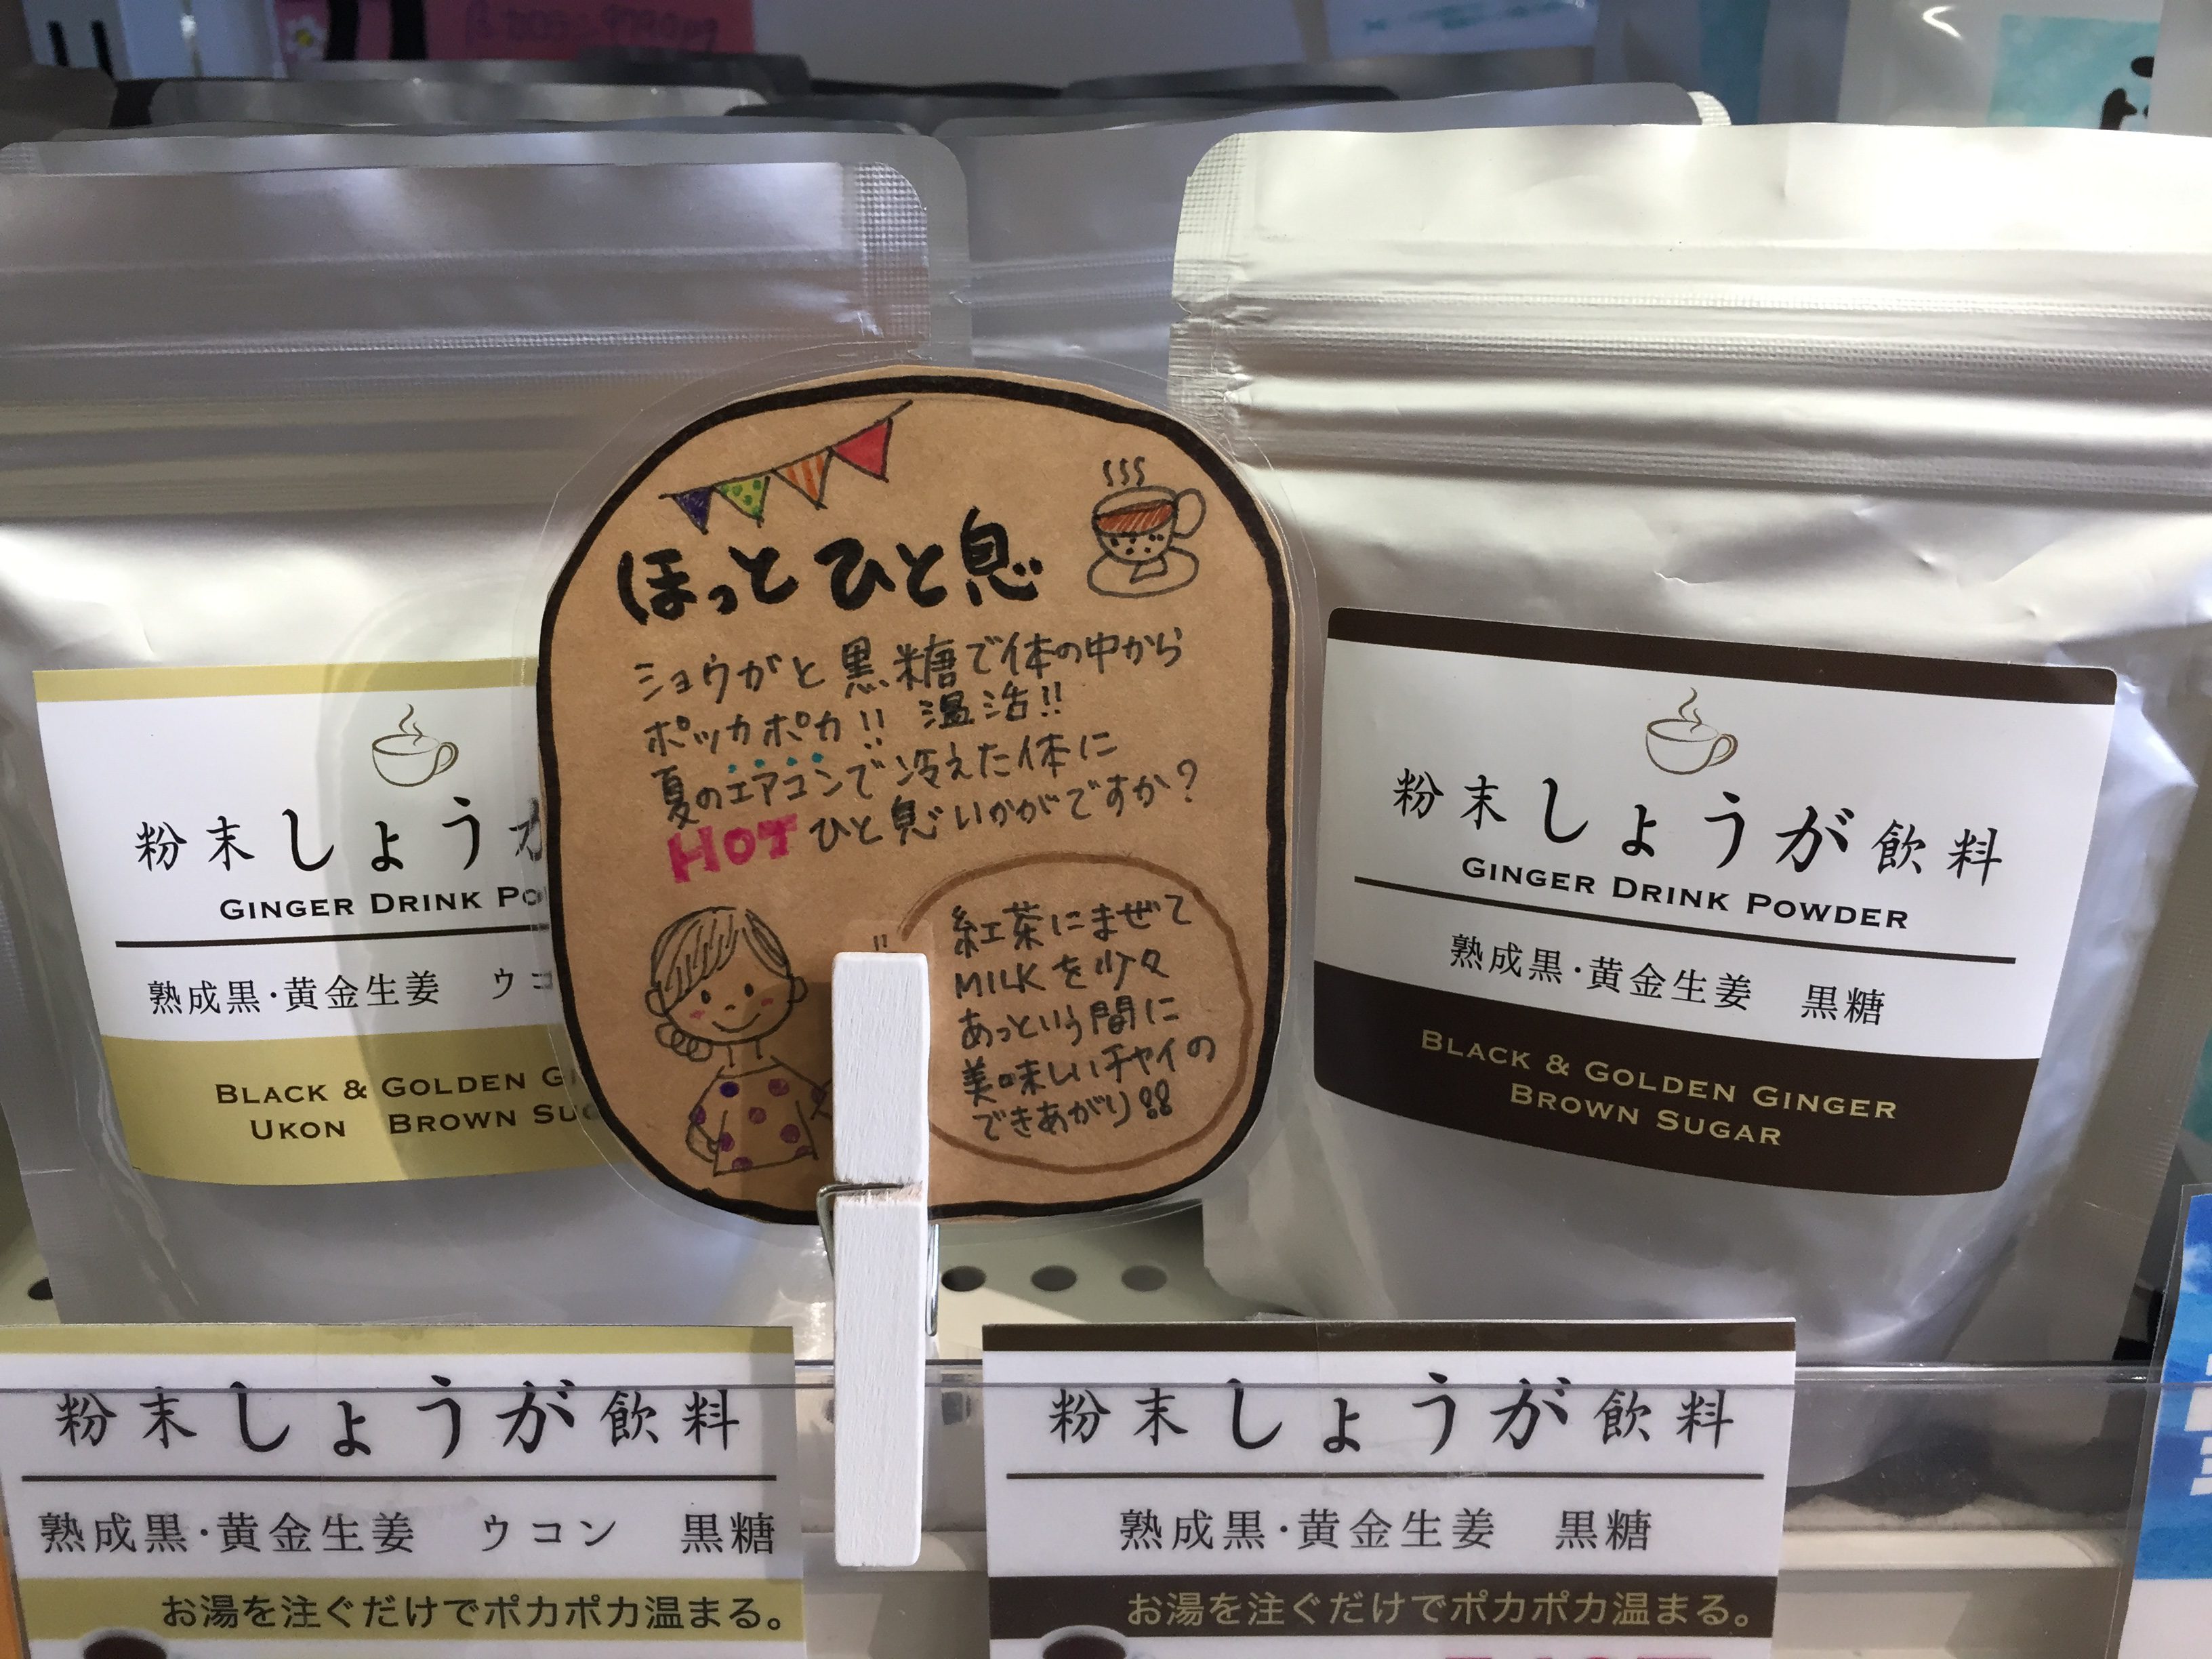 ほっと ひと息
ショウガと黒糖で体の中から
ポッカポカ!! 温活!!
夏のエアコンで冷えた体に
HOT ひと息いかがですか?
紅茶にまぜて
MILKを少々
あっという間に
美味しいチャイの
できあがり!!
粉末しょうが
GINGER DRINK PO
熟成黒・黄金生姜 ウコ
BLACK & GOLDEN G
UKON BROWN SU
粉末しょうが飲料
GINGER DRINK POWDER
熟成黒・黄金生姜 黒糖
BLACK & GOLDEN GINGER
BROWN SUGAR
粉末しょうが飲料
熟成黒・黄金生姜 ウコン 黒糖
お湯を注ぐだけでポカポカ温まる。
粉末しょうが飲料
熟成黒・黄金生姜 黒糖
お湯を注ぐだけでポカポカ温まる。